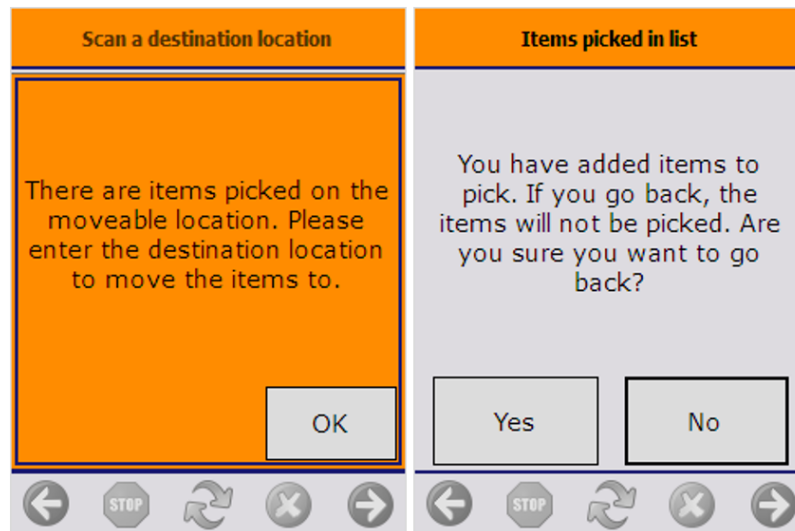 Scan a destination location
There are items picked on the
moveable location. Please
enter the destination location
to move the items to.
OK
STOP
Items picked in list
You have added items to
pick. If you go back, the
items will not be picked. Are
you sure you want to go
back?
Yes
No
STOP